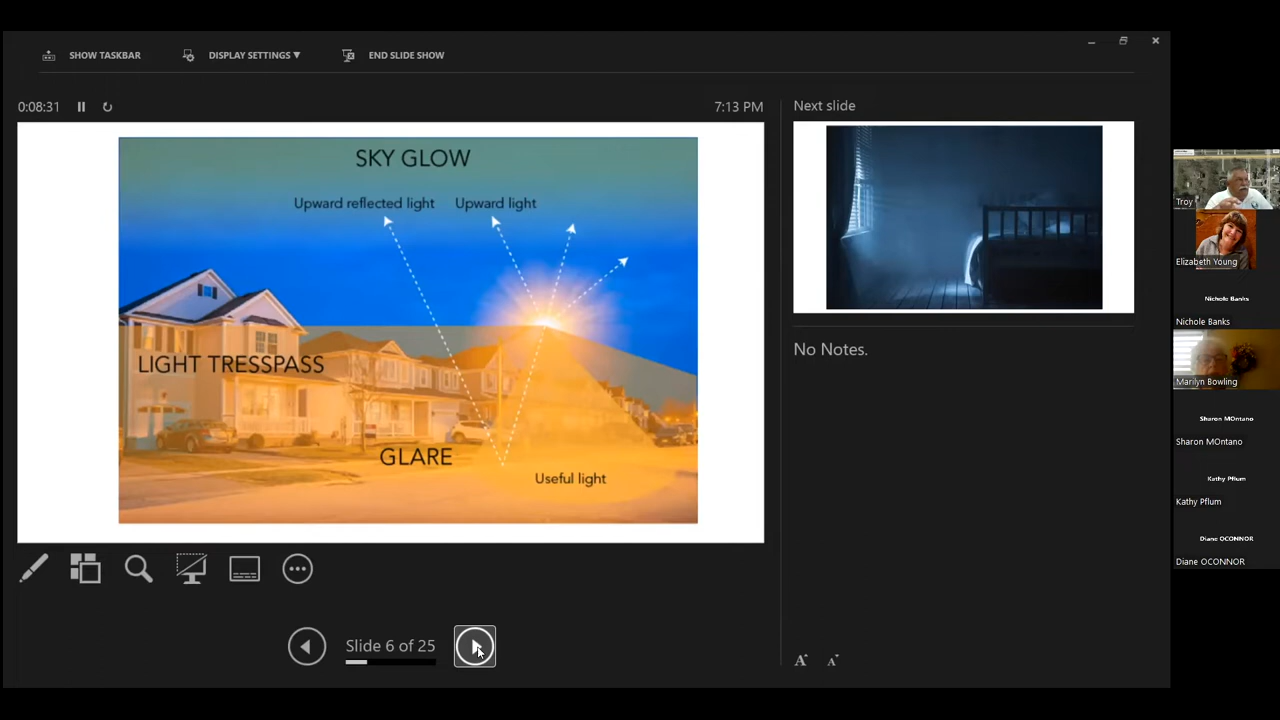 SHOW TASKBAR
DISPLAY SETTINGS ▼
END SLIDE SHOW
0:08:31
7:13 PM
Next slide
SKY GLOW
Upward reflected light
Upward light
LIGHT TRESSPASS
GLARE
Useful light
No Notes.
Slide 6 of 25
A
A
Troy
Elizabeth Young
Nichole Banks
Nichole Banks
Marilyn Bowling
Sharon MOntano
Sharon MOntano
Kathy Pflum
Kathy Pflum
Diane OCONNOR
Diane OCONNOR